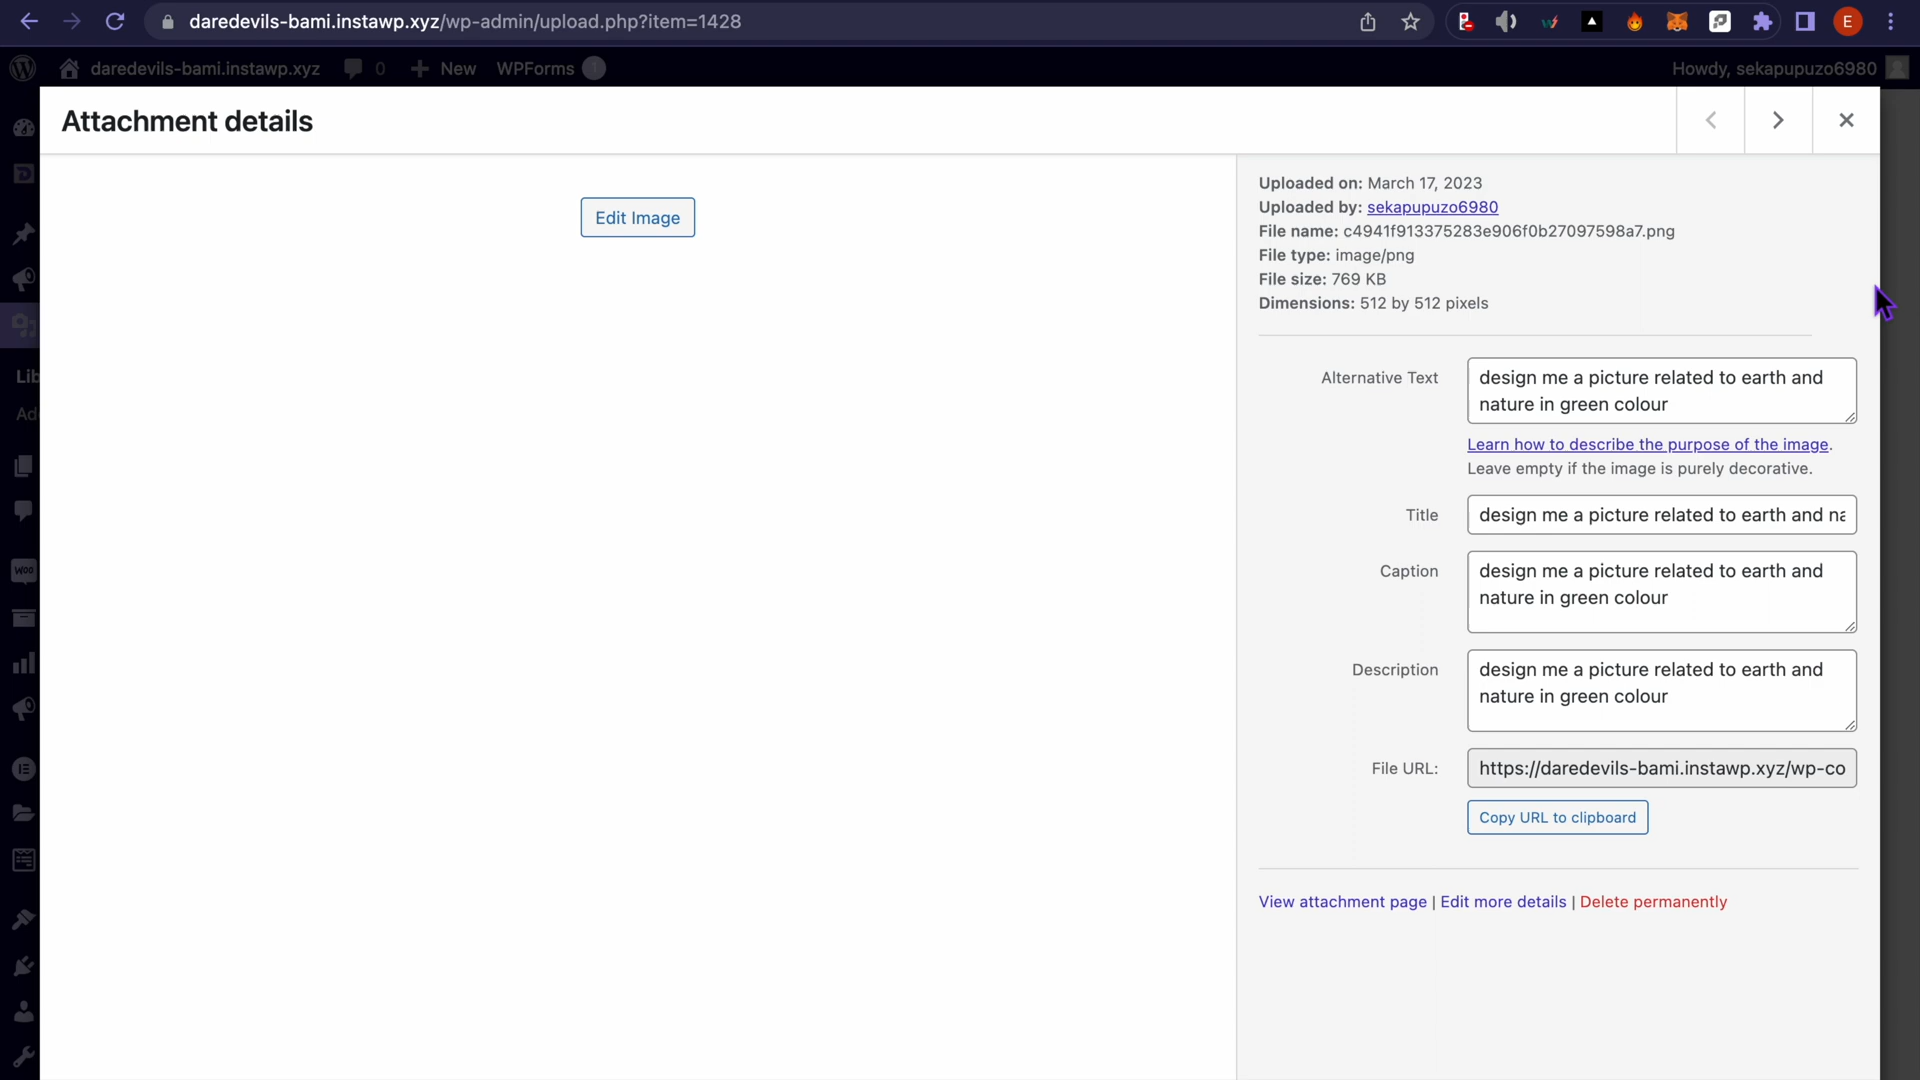 daredevils-bami.instawp.xyz/wp-admin/upload.php?item=1428
E
daredevils-bami.instawp.xyz
0
New
WPForms
1
Howdy, sekapupuzo6980
Attachment details
Edit Image
Uploaded on: March 17, 2023
Uploaded by: sekapupuzo6980
File name: c4941f913375283e906f0b27097598a7.png
File type: image/png
File size: 769 KB
Dimensions: 512 by 512 pixels
Lib
Ad
Alternative Text
design me a picture related to earth and
nature in green colour
Learn how to describe the purpose of the image.
Leave empty if the image is purely decorative.
Title
design me a picture related to earth and na
Caption
design me a picture related to earth and
nature in green colour
WOO
Description
design me a picture related to earth and
nature in green colour
File URL:
https://daredevils-bami.instawp.xyz/wp-co
Copy URL to clipboard
View attachment page | Edit more details | Delete permanently